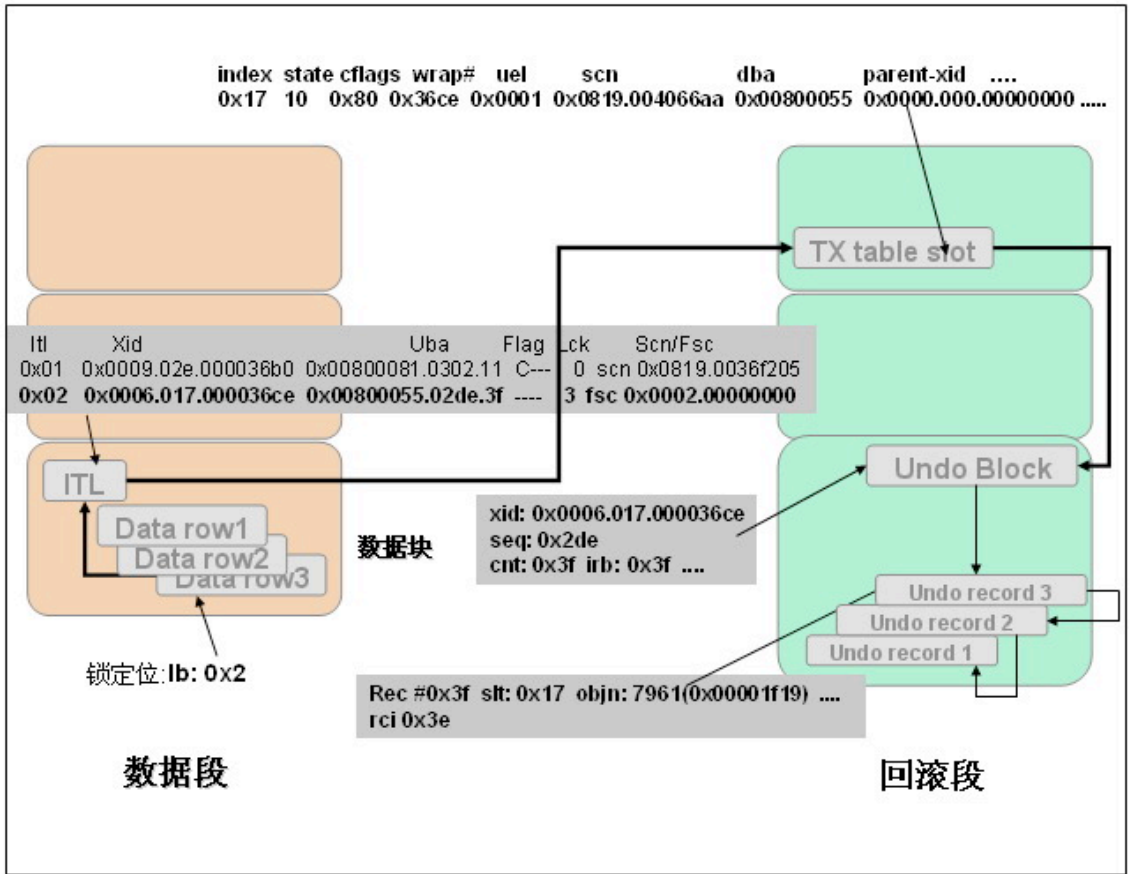 index state cflags wrap# uel scn dba parent-xid ....
0x17 10 0x80 0x36ce 0x0001 0x0819.004066aa 0x00800055 0x0000.000.00000000 .....
TX table slot
Itl Xid Uba Flag Lck Scn/Fsc
0x01 0x0009.02e.000036b0 0x00800081.0302.11 C--- 0 scn 0x0819.0036f205
0x02 0x0006.017.000036ce 0x00800055.02de.3f ---- 3 fsc 0x0002.00000000
ITL
Data row1
Data row2
Data row3
数据块
锁定位:lb: 0x2
数据段
Undo Block
xid: 0x0006.017.000036ce
seq: 0x2de
cnt: 0x3f irb: 0x3f ....
Undo record 3
Undo record 2
Undo record 1
Rec #0x3f slt: 0x17 objn: 7961(0x00001f19) ....
rci 0x3e
回滚段